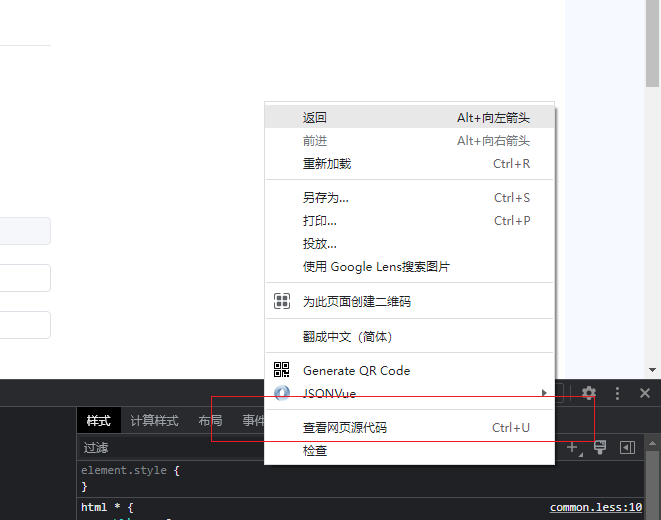 返回 Alt+向左箭头
前进 Alt+向右箭头
重新加载 Ctrl+R
另存为... Ctrl+S
打印... Ctrl+P
投放...
使用 Google Lens搜索图片
为此页面创建二维码
翻成中文（简体）
Generate QR Code
JSONVue
查看网页源代码 Ctrl+U
检查
样式 计算样式 布局 事件
过滤
element.style {
}
html * {
common.less:10